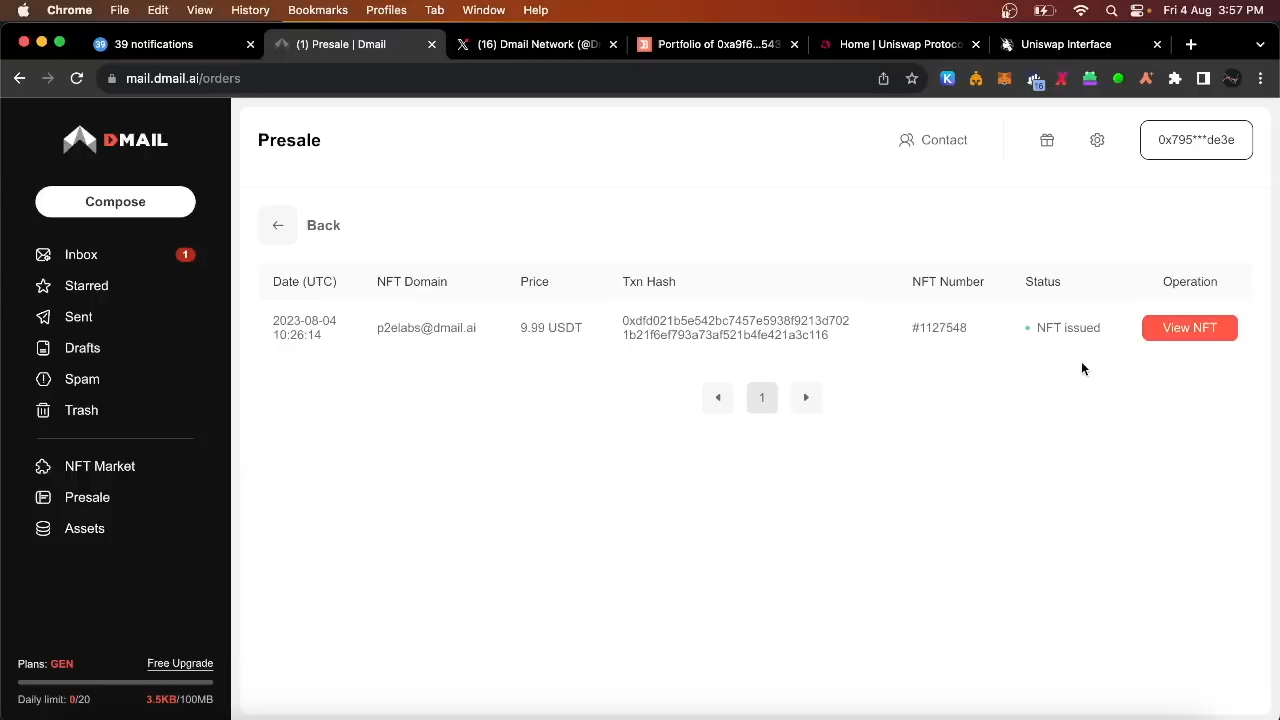 Chrome File Edit View History Bookmarks Profiles Tab Window Help Fri 4 Aug 3:57 PM
39 39 notifications (1) Presale | Dmail (16) Dmail Network (@D Portfolio of 0xa9f6...543 Home | Uniswap Protoco Uniswap Interface
mail.dmail.ai/orders 16
DMAIL
Presale
Contact
0x795***de3e
Compose
Inbox 1
Starred
Sent
Drafts
Spam
Trash
NFT Market
Presale
Assets
Plans: GEN Free Upgrade
Daily limit: 0/20 3.5KB/100MB
Back
Date (UTC) NFT Domain Price Txn Hash NFT Number Status Operation
2023-08-04
10:26:14
p2elabs@dmail.ai
9.99 USDT
0xdfd021b5e542bc7457e5938f9213d702
1b21f6ef793a73af521b4fe421a3c116
#1127548
NFT issued
View NFT
1